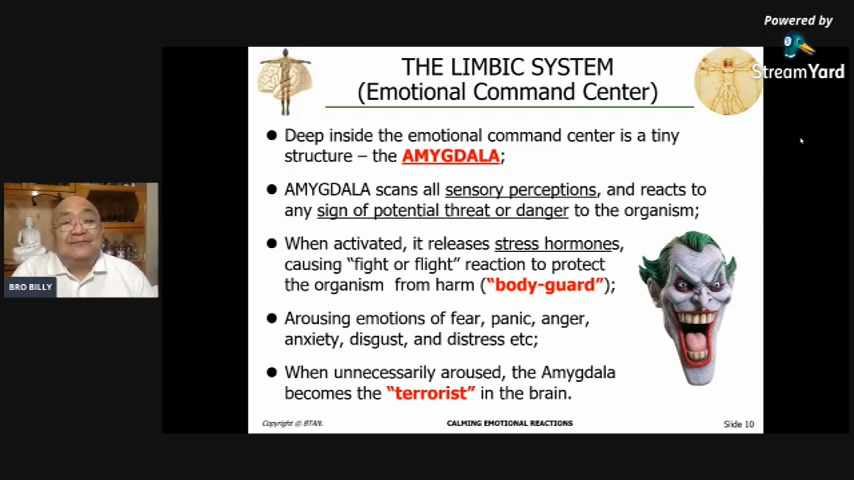 Powered by
StreamYard
THE LIMBIC SYSTEM
(Emotional Command Center)
● Deep inside the emotional command center is a tiny
structure – the AMYGDALA;
● AMYGDALA scans all sensory perceptions, and reacts to
any sign of potential threat or danger to the organism;
● When activated, it releases stress hormones,
causing “fight or flight” reaction to protect
the organism from harm (“body-guard”);
● Arousing emotions of fear, panic, anger,
anxiety, disgust, and distress etc;
● When unnecessarily aroused, the Amygdala
becomes the “terrorist” in the brain.
BRO BILLY
Copyright @ BTAN.
CALMING EMOTIONAL REACTIONS
Slide 10